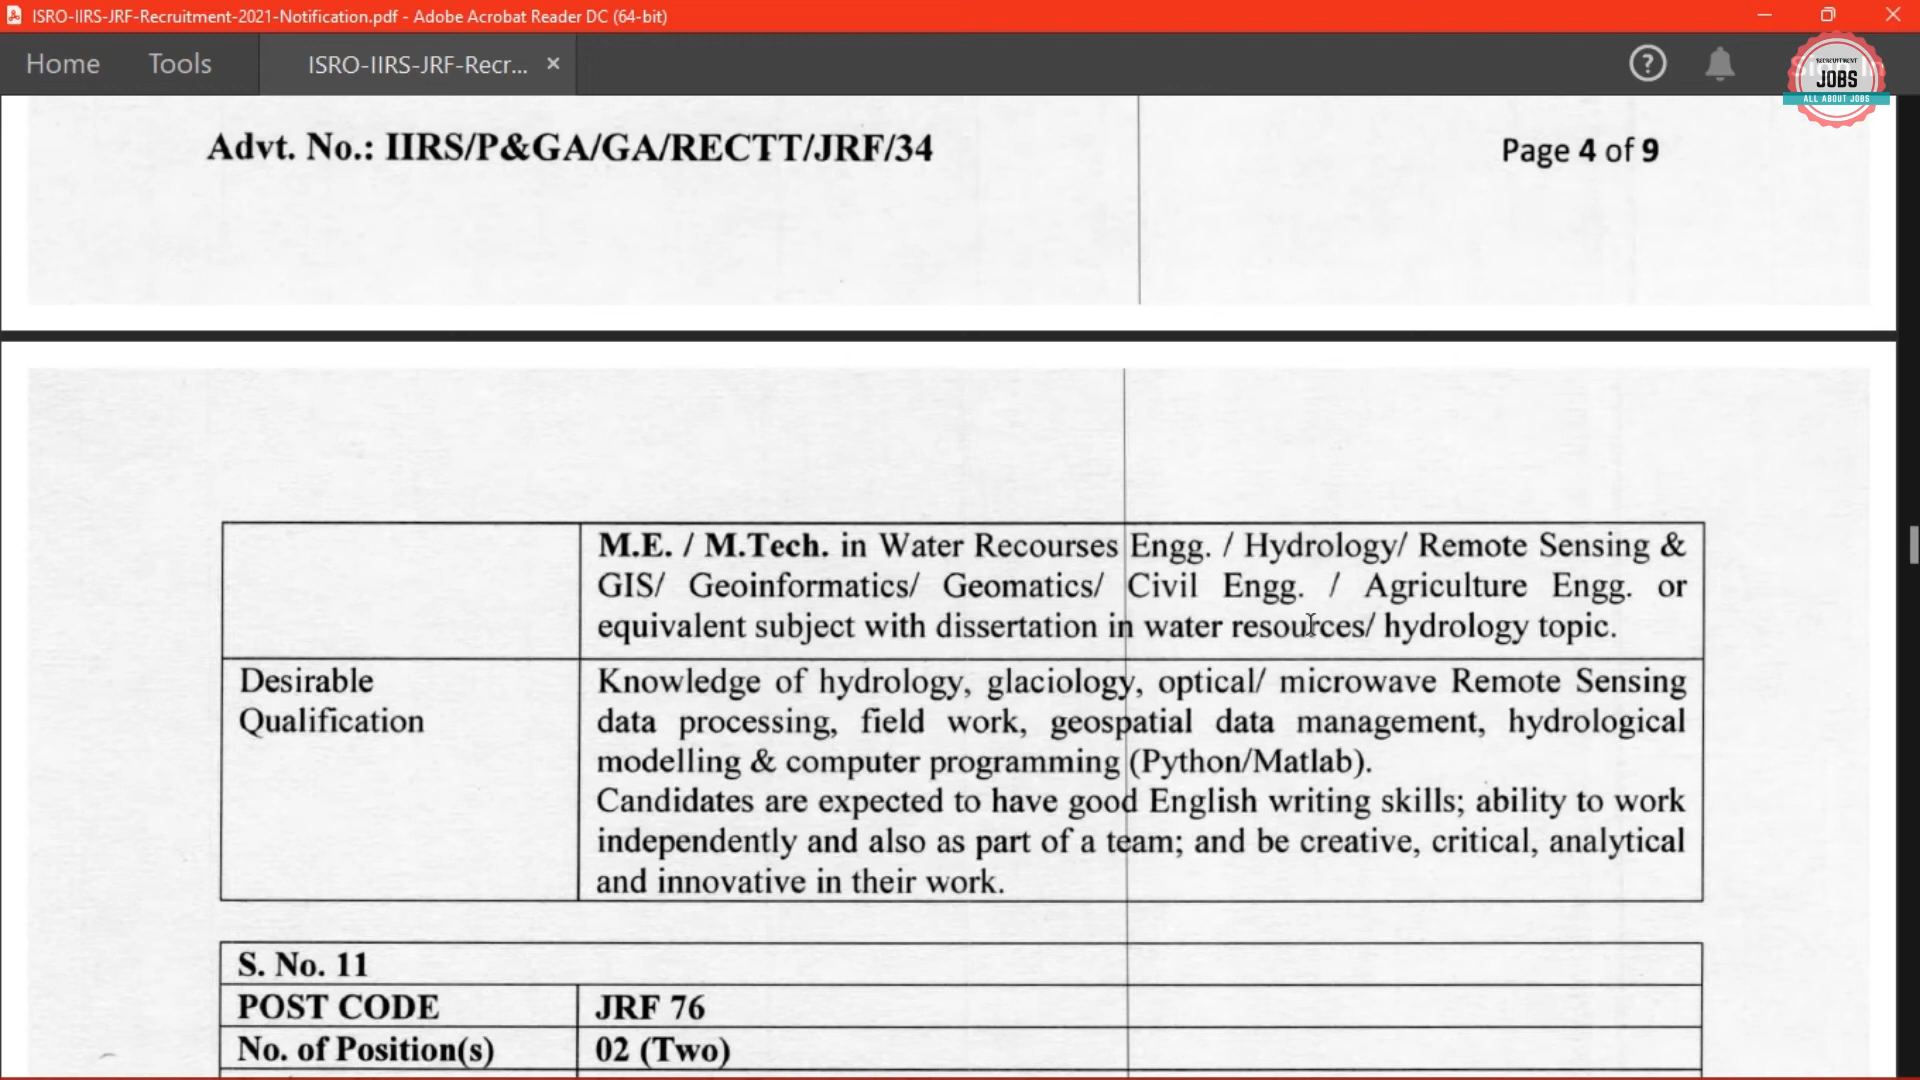 ISRO-IIRS-JRF-Recruitment-2021-Notification.pdf - Adobe Acrobat Reader DC (64-bit)
Home Tools ISRO-IIRS-JRF-Recr... ×
RECRUITMENT
JOBS
ALL ABOUT JOBS
Advt. No.: IIRS/P&GA/GA/RECTT/JRF/34 Page 4 of 9
M.E. / M.Tech. in Water Recourses Engg. / Hydrology/ Remote Sensing &
GIS/ Geoinformatics/ Geomatics/ Civil Engg. / Agriculture Engg. or
equivalent subject with dissertation in water resources/ hydrology topic.
Desirable
Qualification
Knowledge of hydrology, glaciology, optical/ microwave Remote Sensing
data processing, field work, geospatial data management, hydrological
modelling & computer programming (Python/Matlab).
Candidates are expected to have good English writing skills; ability to work
independently and also as part of a team; and be creative, critical, analytical
and innovative in their work.
S. No. 11
POST CODE JRF 76
No. of Position(s) 02 (Two)